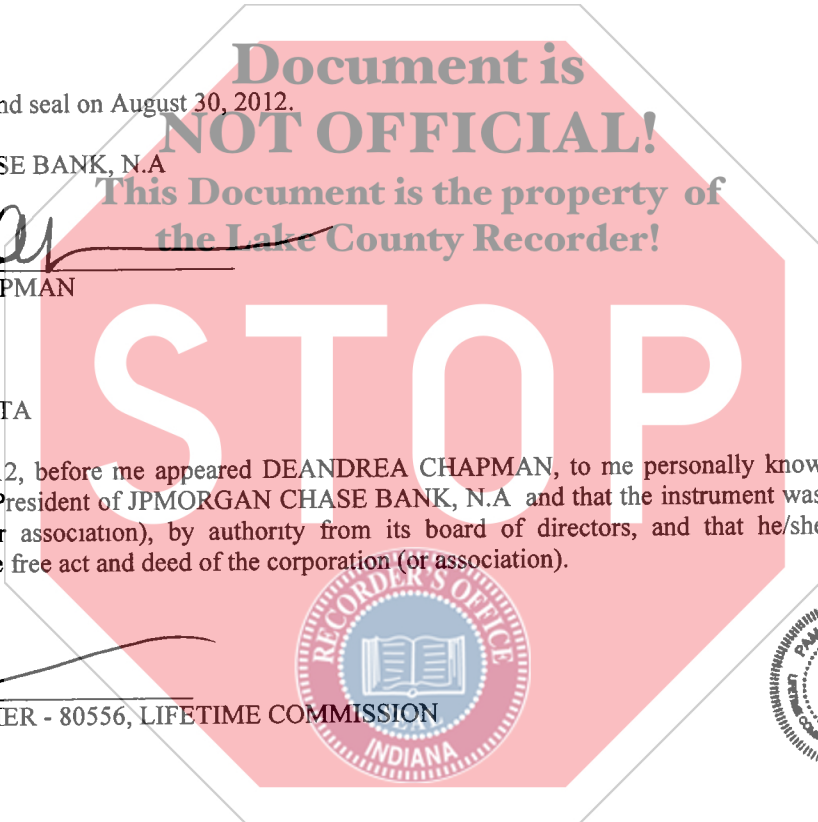 Document is
nd seal on August 30, 2012.
NOT OFFICIAL!
SE BANK, N.A
This Document is the property of
the Lake County Recorder!
PMAN
STOP
TA
2, before me appeared DEANDREA CHAPMAN, to me personally know
President of JPMORGAN CHASE BANK, N.A and that the instrument was
r association), by authority from its board of directors, and that he/she
e free act and deed of the corporation (or association).
RECORDER'S OFFICE
INDIANA
ER - 80556, LIFETIME COMMISSION